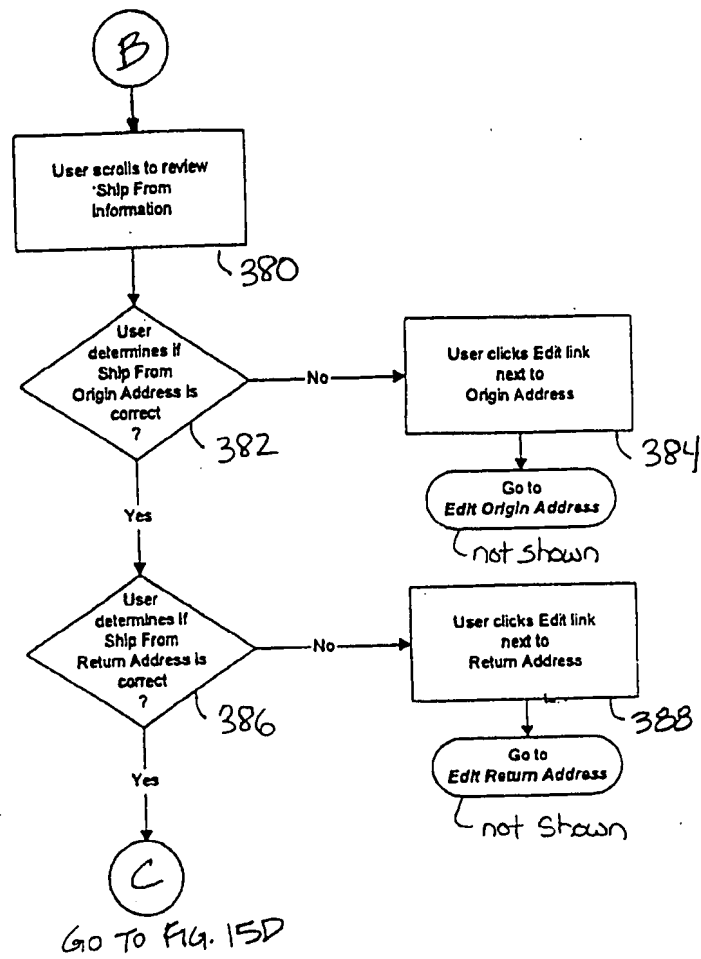 B
User scrolls to review
Ship From
Information
380
User
determines if
Ship From
Origin Address is
correct
?
382
No
User clicks Edit link
next to
Origin Address
384
Go to
Edit Origin Address
not shown
Yes
User
determines if
Ship From
Return Address is
correct
?
386
No
User clicks Edit link
next to
Return Address
388
Go to
Edit Return Address
not shown
Yes
C
GO TO FIG. 15D